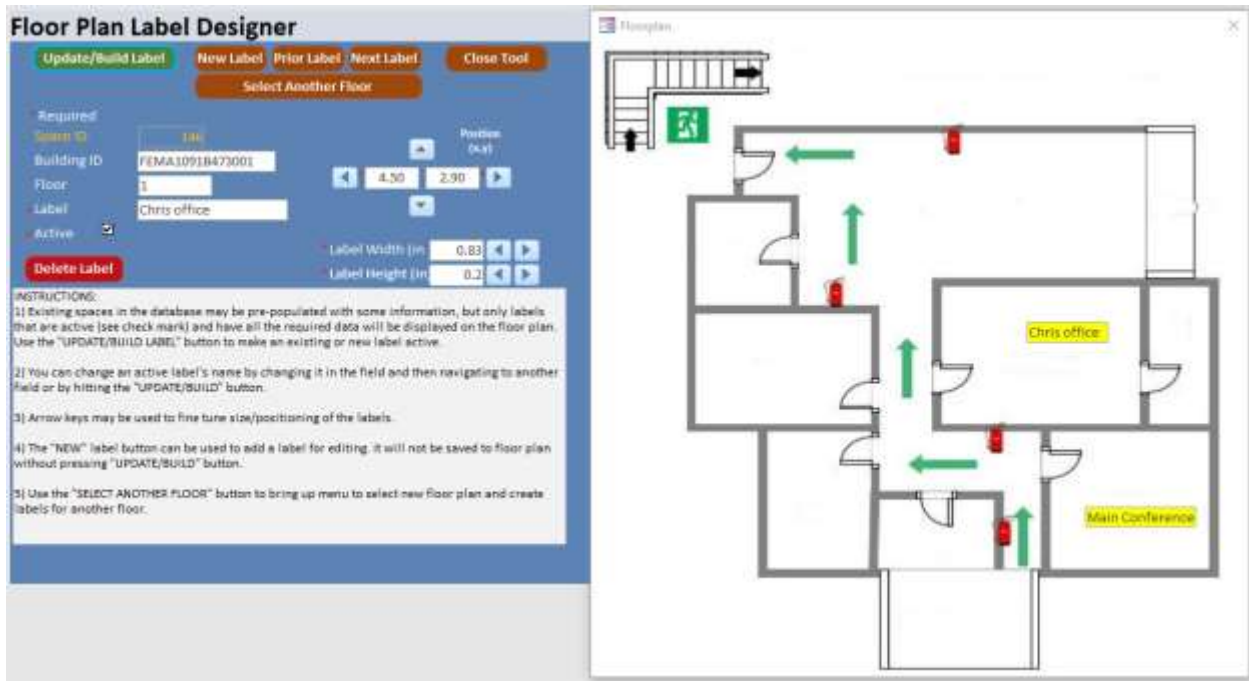 Floor Plan Label Designer
Update/Build Label New Label Prior Label Next Label Close Tool
Select Another Floor
* Required
Space ID 146
Position
(X,Y)
Building ID FEMA10918473001
4.50 2.90
Floor 1
* Label Chris office
* Active
* Label Width (in 0.83
Delete Label
* Label Height (in 0.2
INSTRUCTIONS:
1) Existing spaces in the database may be pre-populated with some information, but only labels
that are active (see check mark) and have all the required data will be displayed on the floor plan.
Use the "UPDATE/BUILD LABEL" button to make an existing or new label active.
2) You can change an active label's name by changing it in the field and then navigating to another
field or by hitting the "UPDATE/BUILD" button.
3) Arrow keys may be used to fine tune size/positioning of the labels.
4) The "NEW" label button can be used to add a label for editing. it will not be saved to floor plan
without pressing "UPDATE/BUILD" button.
5) Use the "SELECT ANOTHER FLOOR" button to bring up menu to select new floor plan and create
labels for another floor.
Floorplan
Chris office
Main Conference